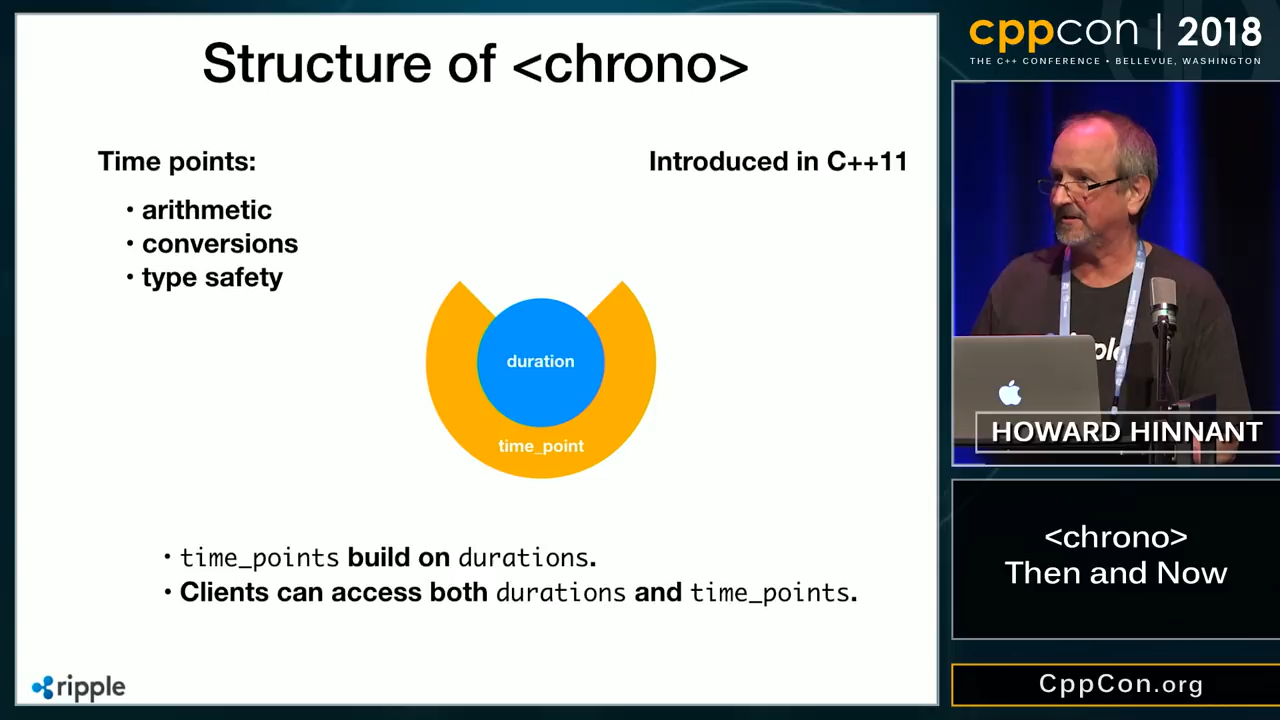 Structure of <chrono>
Time points:
Introduced in C++11
• arithmetic
• conversions
• type safety
duration
time_point
• time_points build on durations.
• Clients can access both durations and time_points.
ripple
cppcon | 2018
THE C++ CONFERENCE • BELLEVUE, WASHINGTON
HOWARD HINNANT
<chrono>
Then and Now
CppCon.org